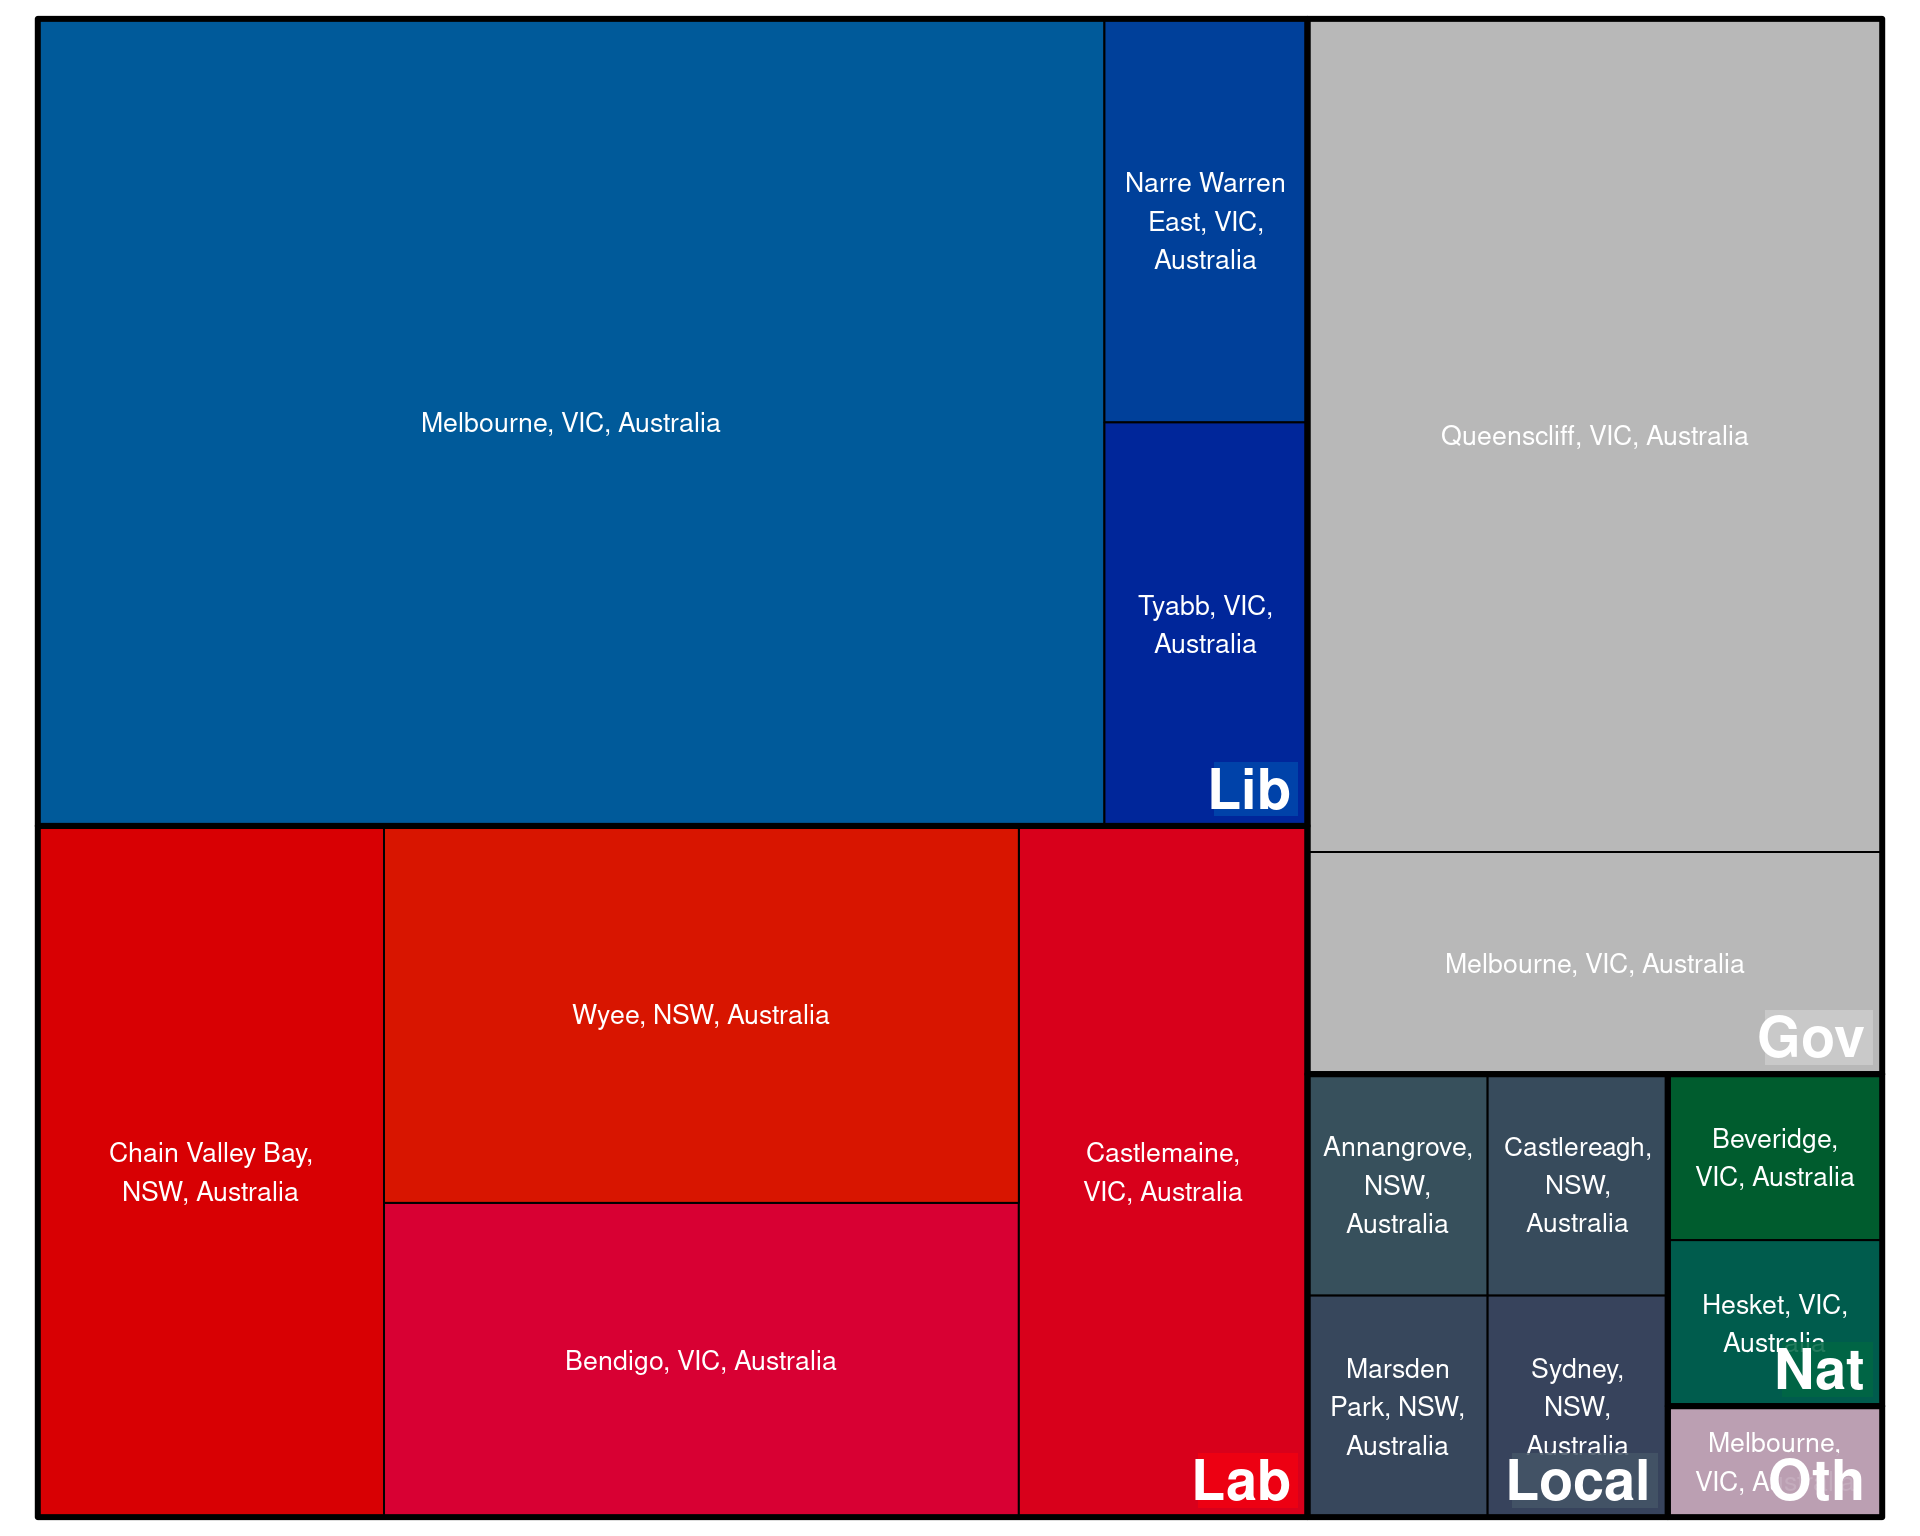 Melbourne, VIC, Australia
Narre Warren
East, VIC,
Australia
Tyabb, VIC,
Australia
Lib
Queenscliff, VIC, Australia
Melbourne, VIC, Australia
Gov
Chain Valley Bay,
NSW, Australia
Wyee, NSW, Australia
Bendigo, VIC, Australia
Castlemaine,
VIC, Australia
Lab
Annangrove,
NSW,
Australia
Castlereagh,
NSW,
Australia
Marsden
Park, NSW,
Australia
Sydney,
NSW,
Australia
Local
Beveridge,
VIC, Australia
Hesket, VIC,
Australia
Nat
Melbourne,
VIC,
Oth